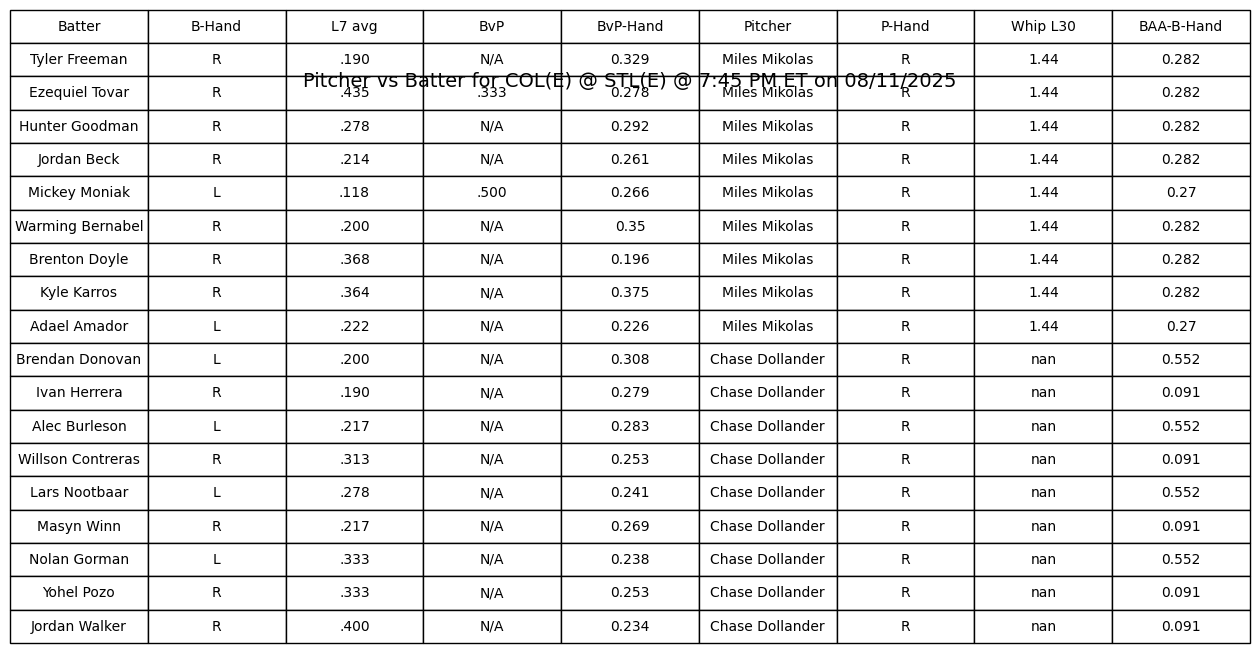 Batter B-Hand L7 avg BvP BvP-Hand Pitcher P-Hand Whip L30 BAA-B-Hand
Tyler Freeman R .190 N/A 0.329 Miles Mikolas R 1.44 0.282
Pitcher vs Batter for COL(E) @ STL(E) @ 7:45 PM ET on 08/11/2025
Ezequiel Tovar R .435 .333 0.278 Miles Mikolas R 1.44 0.282
Hunter Goodman R .278 N/A 0.292 Miles Mikolas R 1.44 0.282
Jordan Beck R .214 N/A 0.261 Miles Mikolas R 1.44 0.282
Mickey Moniak L .118 .500 0.266 Miles Mikolas R 1.44 0.27
Warming Bernabel R .200 N/A 0.35 Miles Mikolas R 1.44 0.282
Brenton Doyle R .368 N/A 0.196 Miles Mikolas R 1.44 0.282
Kyle Karros R .364 N/A 0.375 Miles Mikolas R 1.44 0.282
Adael Amador L .222 N/A 0.226 Miles Mikolas R 1.44 0.27
Brendan Donovan L .200 N/A 0.308 Chase Dollander R nan 0.552
Ivan Herrera R .190 N/A 0.279 Chase Dollander R nan 0.091
Alec Burleson L .217 N/A 0.283 Chase Dollander R nan 0.552
Willson Contreras R .313 N/A 0.253 Chase Dollander R nan 0.091
Lars Nootbaar L .278 N/A 0.241 Chase Dollander R nan 0.552
Masyn Winn R .217 N/A 0.269 Chase Dollander R nan 0.091
Nolan Gorman L .333 N/A 0.238 Chase Dollander R nan 0.552
Yohel Pozo R .333 N/A 0.253 Chase Dollander R nan 0.091
Jordan Walker R .400 N/A 0.234 Chase Dollander R nan 0.091